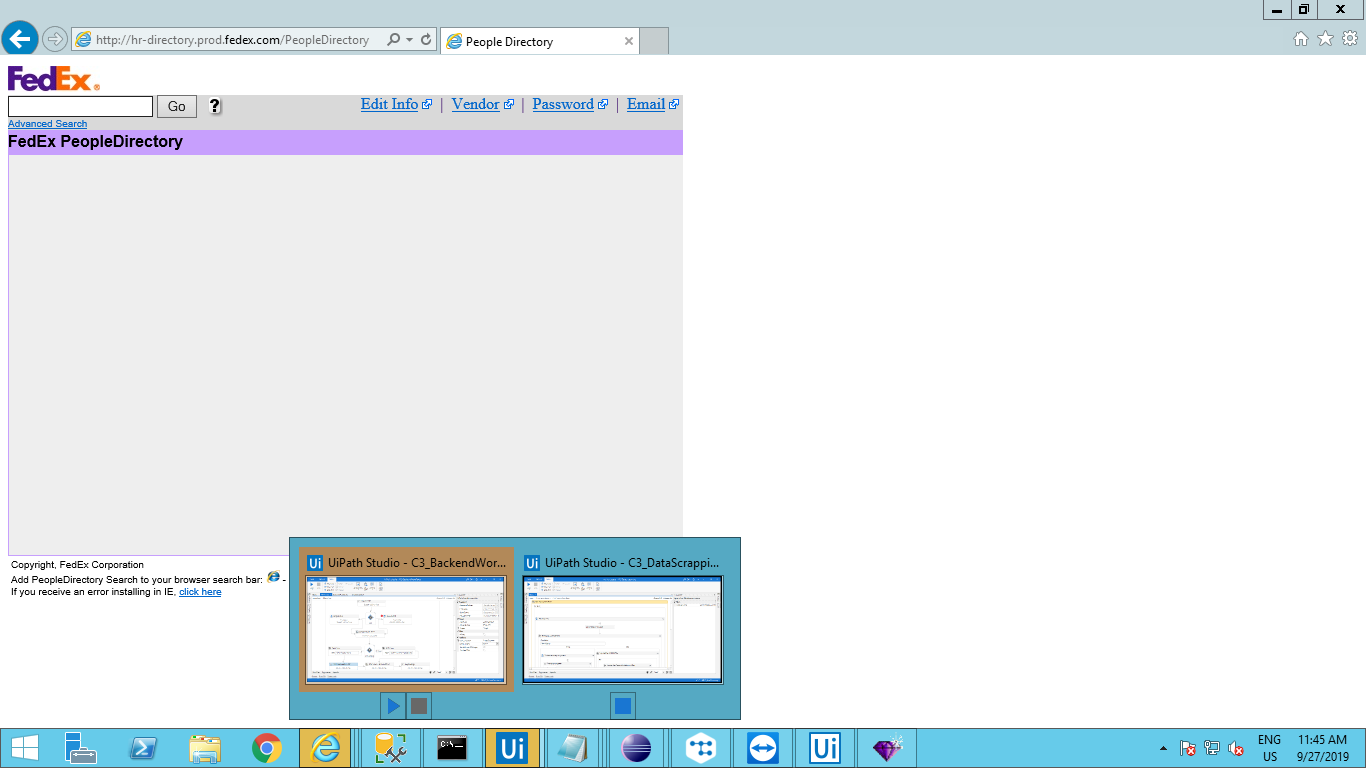 http://hr-directory.prod.fedex.com/PeopleDirectory
People Directory
FedEx
Go
?
Edit Info | Vendor | Password | Email
Advanced Search
FedEx PeopleDirectory
Copyright, FedEx Corporation
Add PeopleDirectory Search to your browser search bar: -
If you receive an error installing in IE, click here
Ui UiPath Studio - C3_BackendWor...
Ui UiPath Studio - C3_DataScrappi...
C:\
Ui
Ui
ENG
US
11:45 AM
9/27/2019